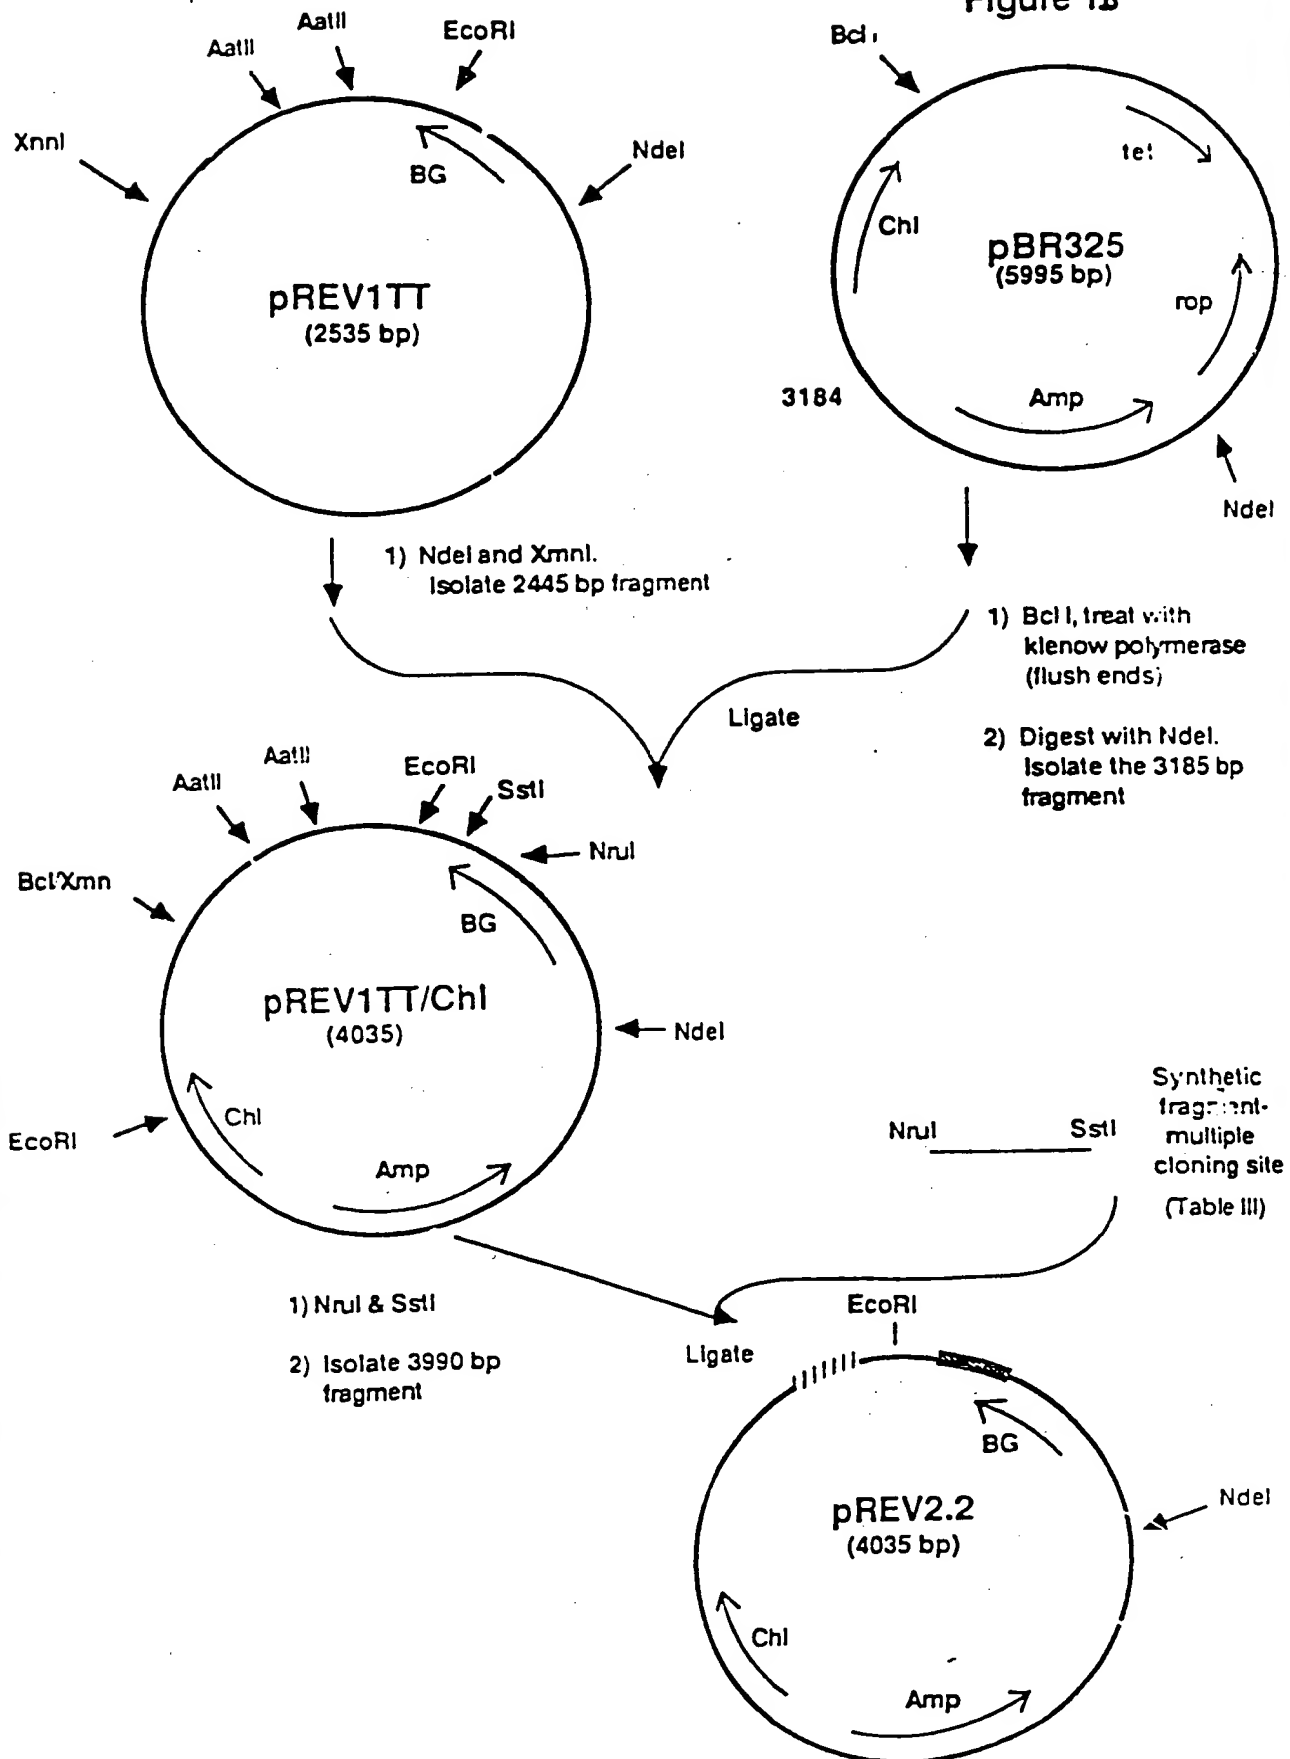 Figure 1B
AatII
AatII
EcoRI
XnnI
BG
NdeI
pREV1TT
(2535 bp)
Bcl I
tet
Chl
pBR325
(5995 bp)
rop
3184
Amp
NdeI
1) NdeI and XmnI.
Isolate 2445 bp fragment
1) Bcl I, treat with
klenow polymerase
(flush ends)
2) Digest with NdeI.
Isolate the 3185 bp
fragment
Ligate
AatII
AatII
EcoRI
SstI
NruI
Bcl/Xmn
BG
pREV1TT/Chl
(4035)
NdeI
EcoRI
Chl
Amp
NruI
SstI
Synthetic
fragment-
multiple
cloning site
(Table III)
1) NruI & SstI
2) Isolate 3990 bp
fragment
Ligate
EcoRI
BG
pREV2.2
(4035 bp)
NdeI
Chl
Amp